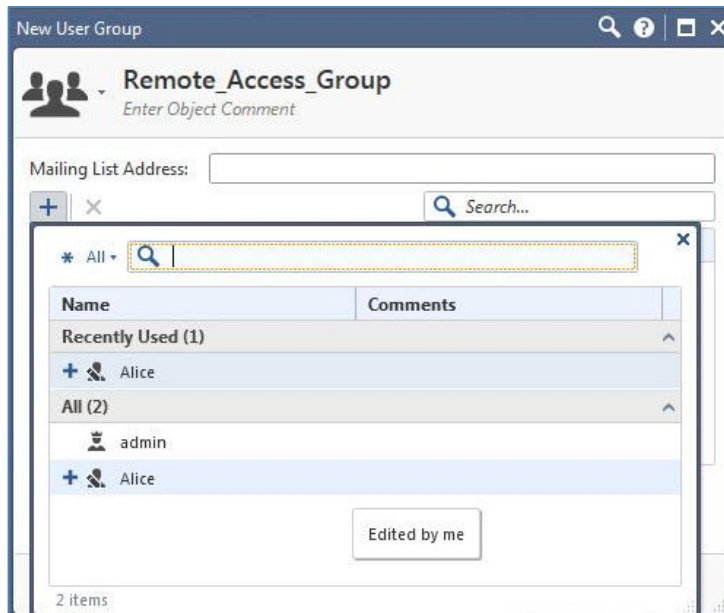 New User Group
Remote_Access_Group
Enter Object Comment
Mailing List Address:
Search...
All
Name Comments
Recently Used (1)
Alice
All (2)
admin
Alice
Edited by me
2 items